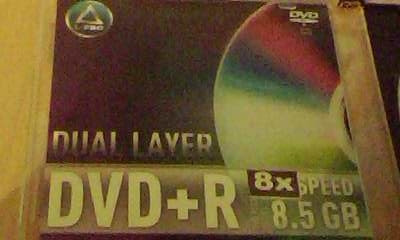 DVD
DUAL LAYER
DVD+R
8x SPEED
8.5 GB